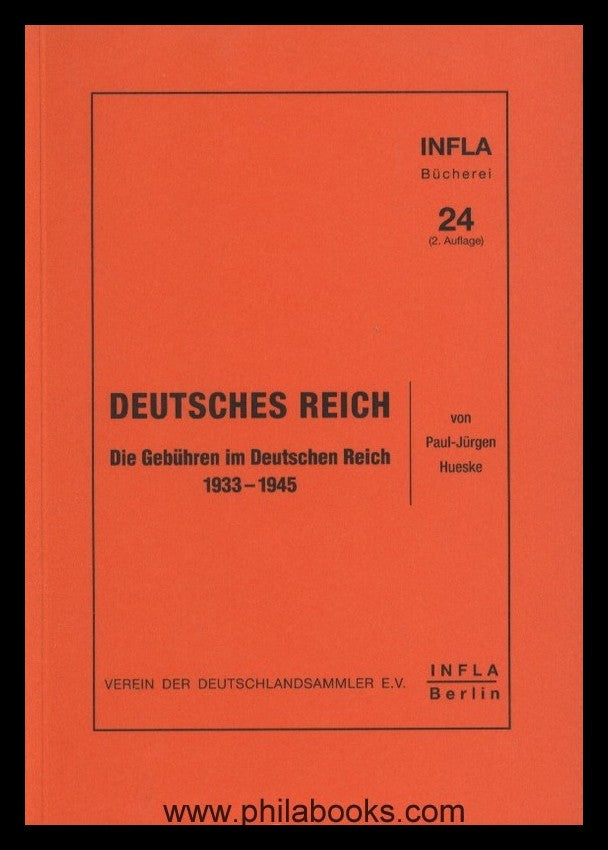 INFLA
Bücherei
24
(2. Auflage)
DEUTSCHES REICH
Die Gebühren im Deutschen Reich
1933 – 1945
von
Paul-Jürgen
Hueske
VEREIN DER DEUTSCHLANDSAMMLER E.V.
INFLA
Berlin
www.philabooks.com